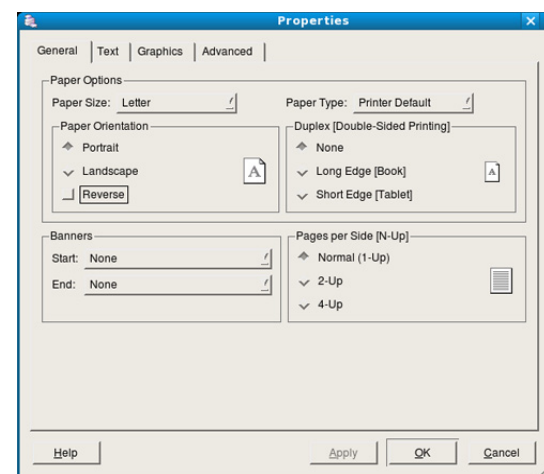 Properties
General Text Graphics Advanced
Paper Options
Paper Size: Letter Paper Type: Printer Default
Paper Orientation
Portrait
Landscape
Reverse
A
Duplex [Double-Sided Printing]
None
Long Edge [Book]
Short Edge [Tablet]
A
Banners
Start: None
End: None
Pages per Side [N-Up]
Normal (1-Up)
2-Up
4-Up
Help Apply OK Cancel